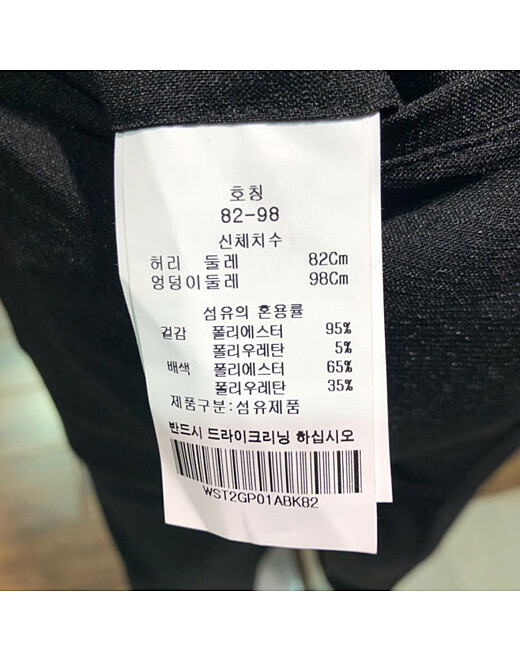 호칭
82-98
신체치수
허리 둘레 82Cm
엉덩이둘레 98Cm
섬유의 혼용률
겉감 폴리에스터 95%
폴리우레탄 5%
배색 폴리에스터 65%
폴리우레탄 35%
제품구분:섬유제품
반드시 드라이크리닝 하십시오
WST2GP01ABK82